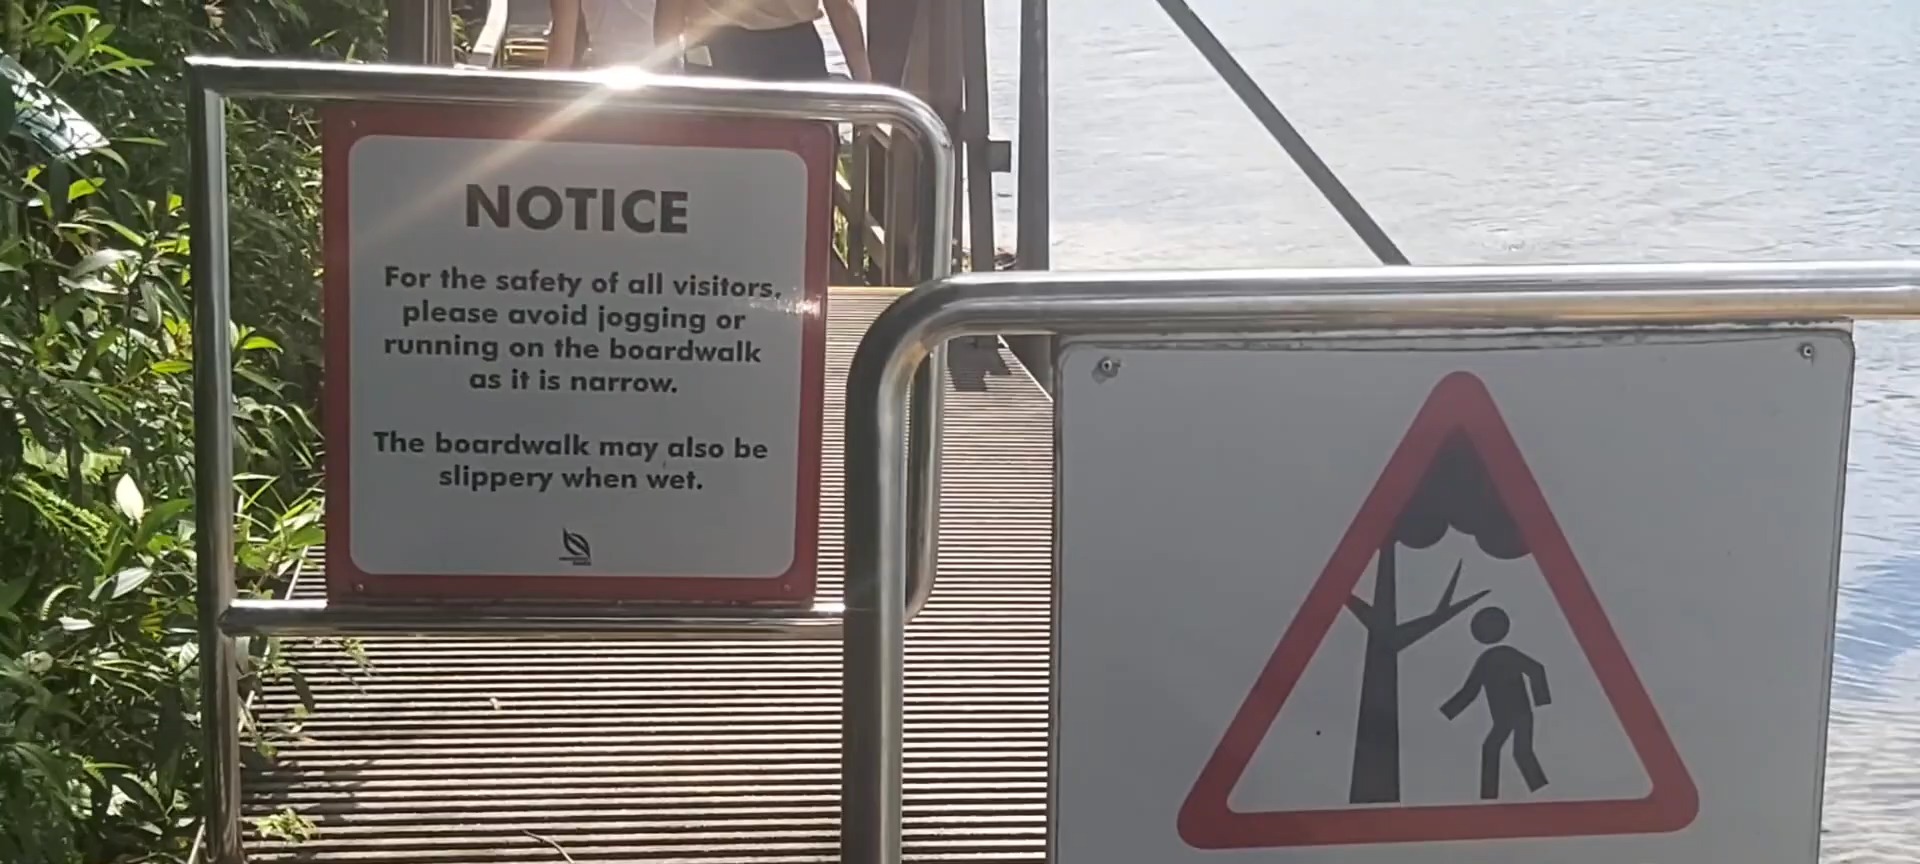 NOTICE
For the safety of all visitors,
please avoid jogging or
running on the boardwalk
as it is narrow.
The boardwalk may also be
slippery when wet.